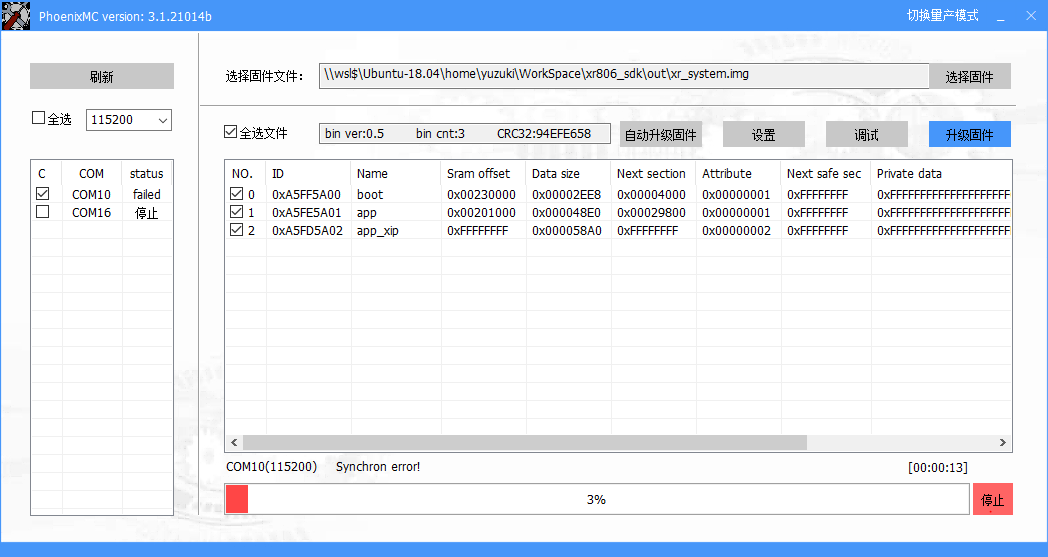 PhoenixMC version: 3.1.21014b 切换量产模式
刷新
选择固件文件： \\wsl$\Ubuntu-18.04\home\yuzuki\WorkSpace\xr806_sdk\out\xr_system.img 选择固件
全选 115200
全选文件 bin ver:0.5 bin cnt:3 CRC32:94EFE658 自动升级固件 设置 调试 升级固件
C COM status
COM10 failed
COM16 停止
NO. ID Name Sram offset Data size Next section Attribute Next safe sec Private data
0 0xA5FF5A00 boot 0x00230000 0x00002EE8 0x00004000 0x00000001 0xFFFFFFFF 0xFFFFFFFFFFFFFFFFFFFFF
1 0xA5FE5A01 app 0x00201000 0x000048E0 0x00029800 0x00000001 0xFFFFFFFF 0xFFFFFFFFFFFFFFFFFFFFF
2 0xA5FD5A02 app_xip 0xFFFFFFFF 0x000058A0 0xFFFFFFFF 0x00000002 0xFFFFFFFF 0xFFFFFFFFFFFFFFFFFFFFF
COM10(115200) Synchron error! [00:00:13]
3% 停止